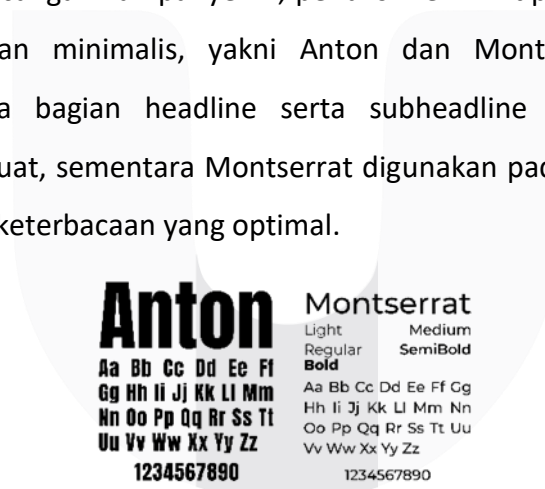 an minimalis, yakni Anton dan Mont
bagian headline serta subheadline
uat, sementara Montserrat digunakan pad
keterbacaan yang optimal.
Anton
Aa Bb Cc Dd Ee Ff
Gg Hh Ii Jj Kk Ll Mm
Nn Oo Pp Qq Rr Ss Tt
Uu Vv Ww Xx Yy Zz
1234567890
Montserrat
Light Medium
Regular SemiBold
Bold
Aa Bb Cc Dd Ee Ff Gg
Hh Ii Jj Kk Ll Mm Nn
Oo Pp Qq Rr Ss Tt Uu
Vv Ww Xx Yy Zz
1234567890